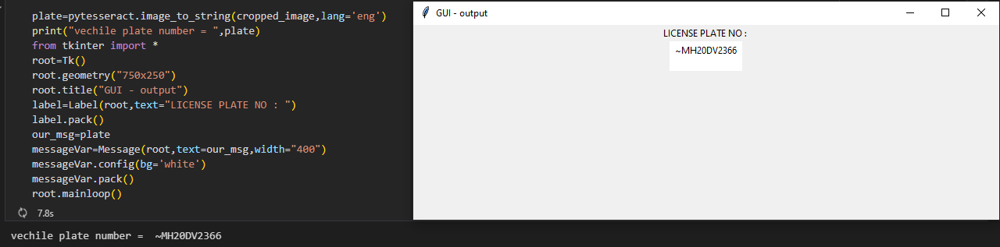 plate=pytesseract.image_to_string(cropped_image,lang='eng')
print("vechile plate number = ",plate)
from tkinter import *
root=Tk()
root.geometry("750x250")
root.title("GUI - output")
label=Label(root,text="LICENSE PLATE NO : ")
label.pack()
our_msg=plate
messageVar=Message(root,text=our_msg,width="400")
messageVar.config(bg='white')
messageVar.pack()
root.mainloop()
7.8s
vechile plate number =  ~MH20DV2366
GUI - output
LICENSE PLATE NO :
~MH20DV2366